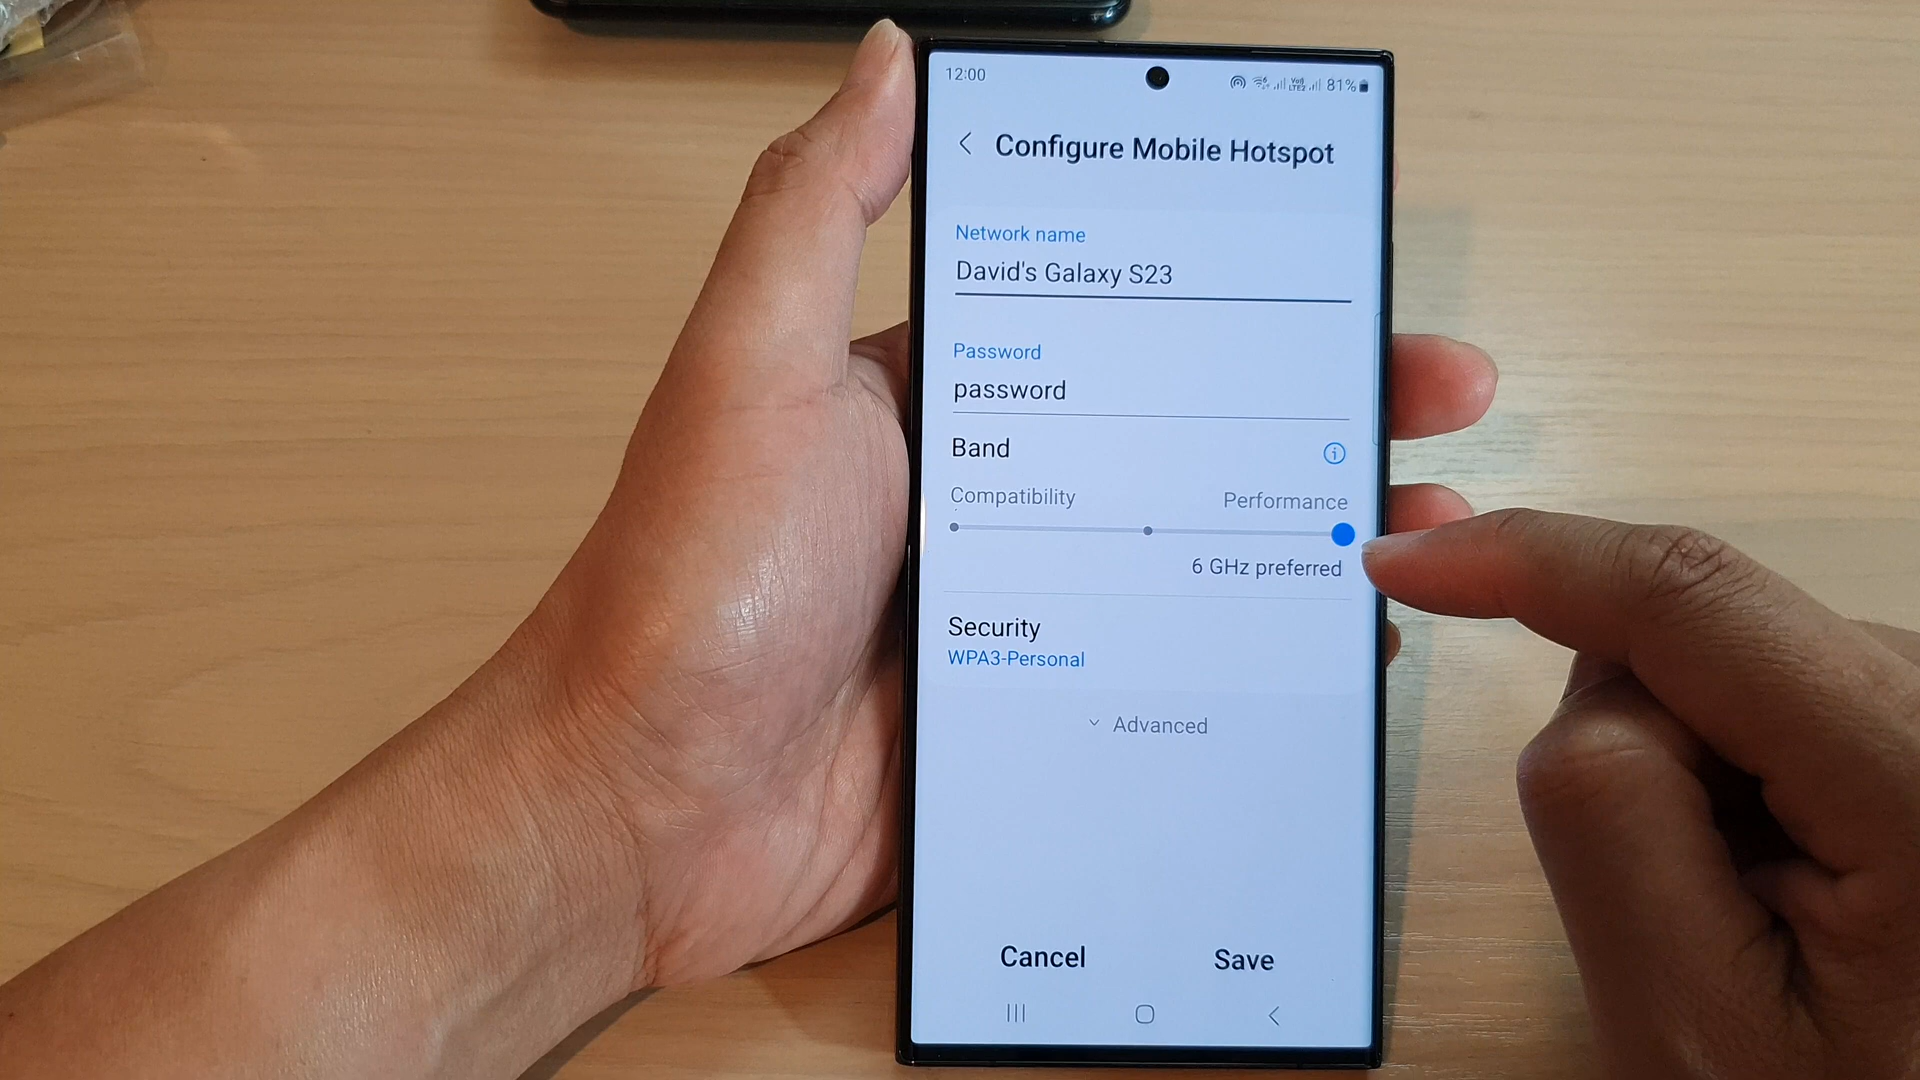 12:00 81%
Configure Mobile Hotspot
Network name
David's Galaxy S23
Password
password
Band
Compatibility Performance
6 GHz preferred
Security
WPA3-Personal
Advanced
Cancel Save